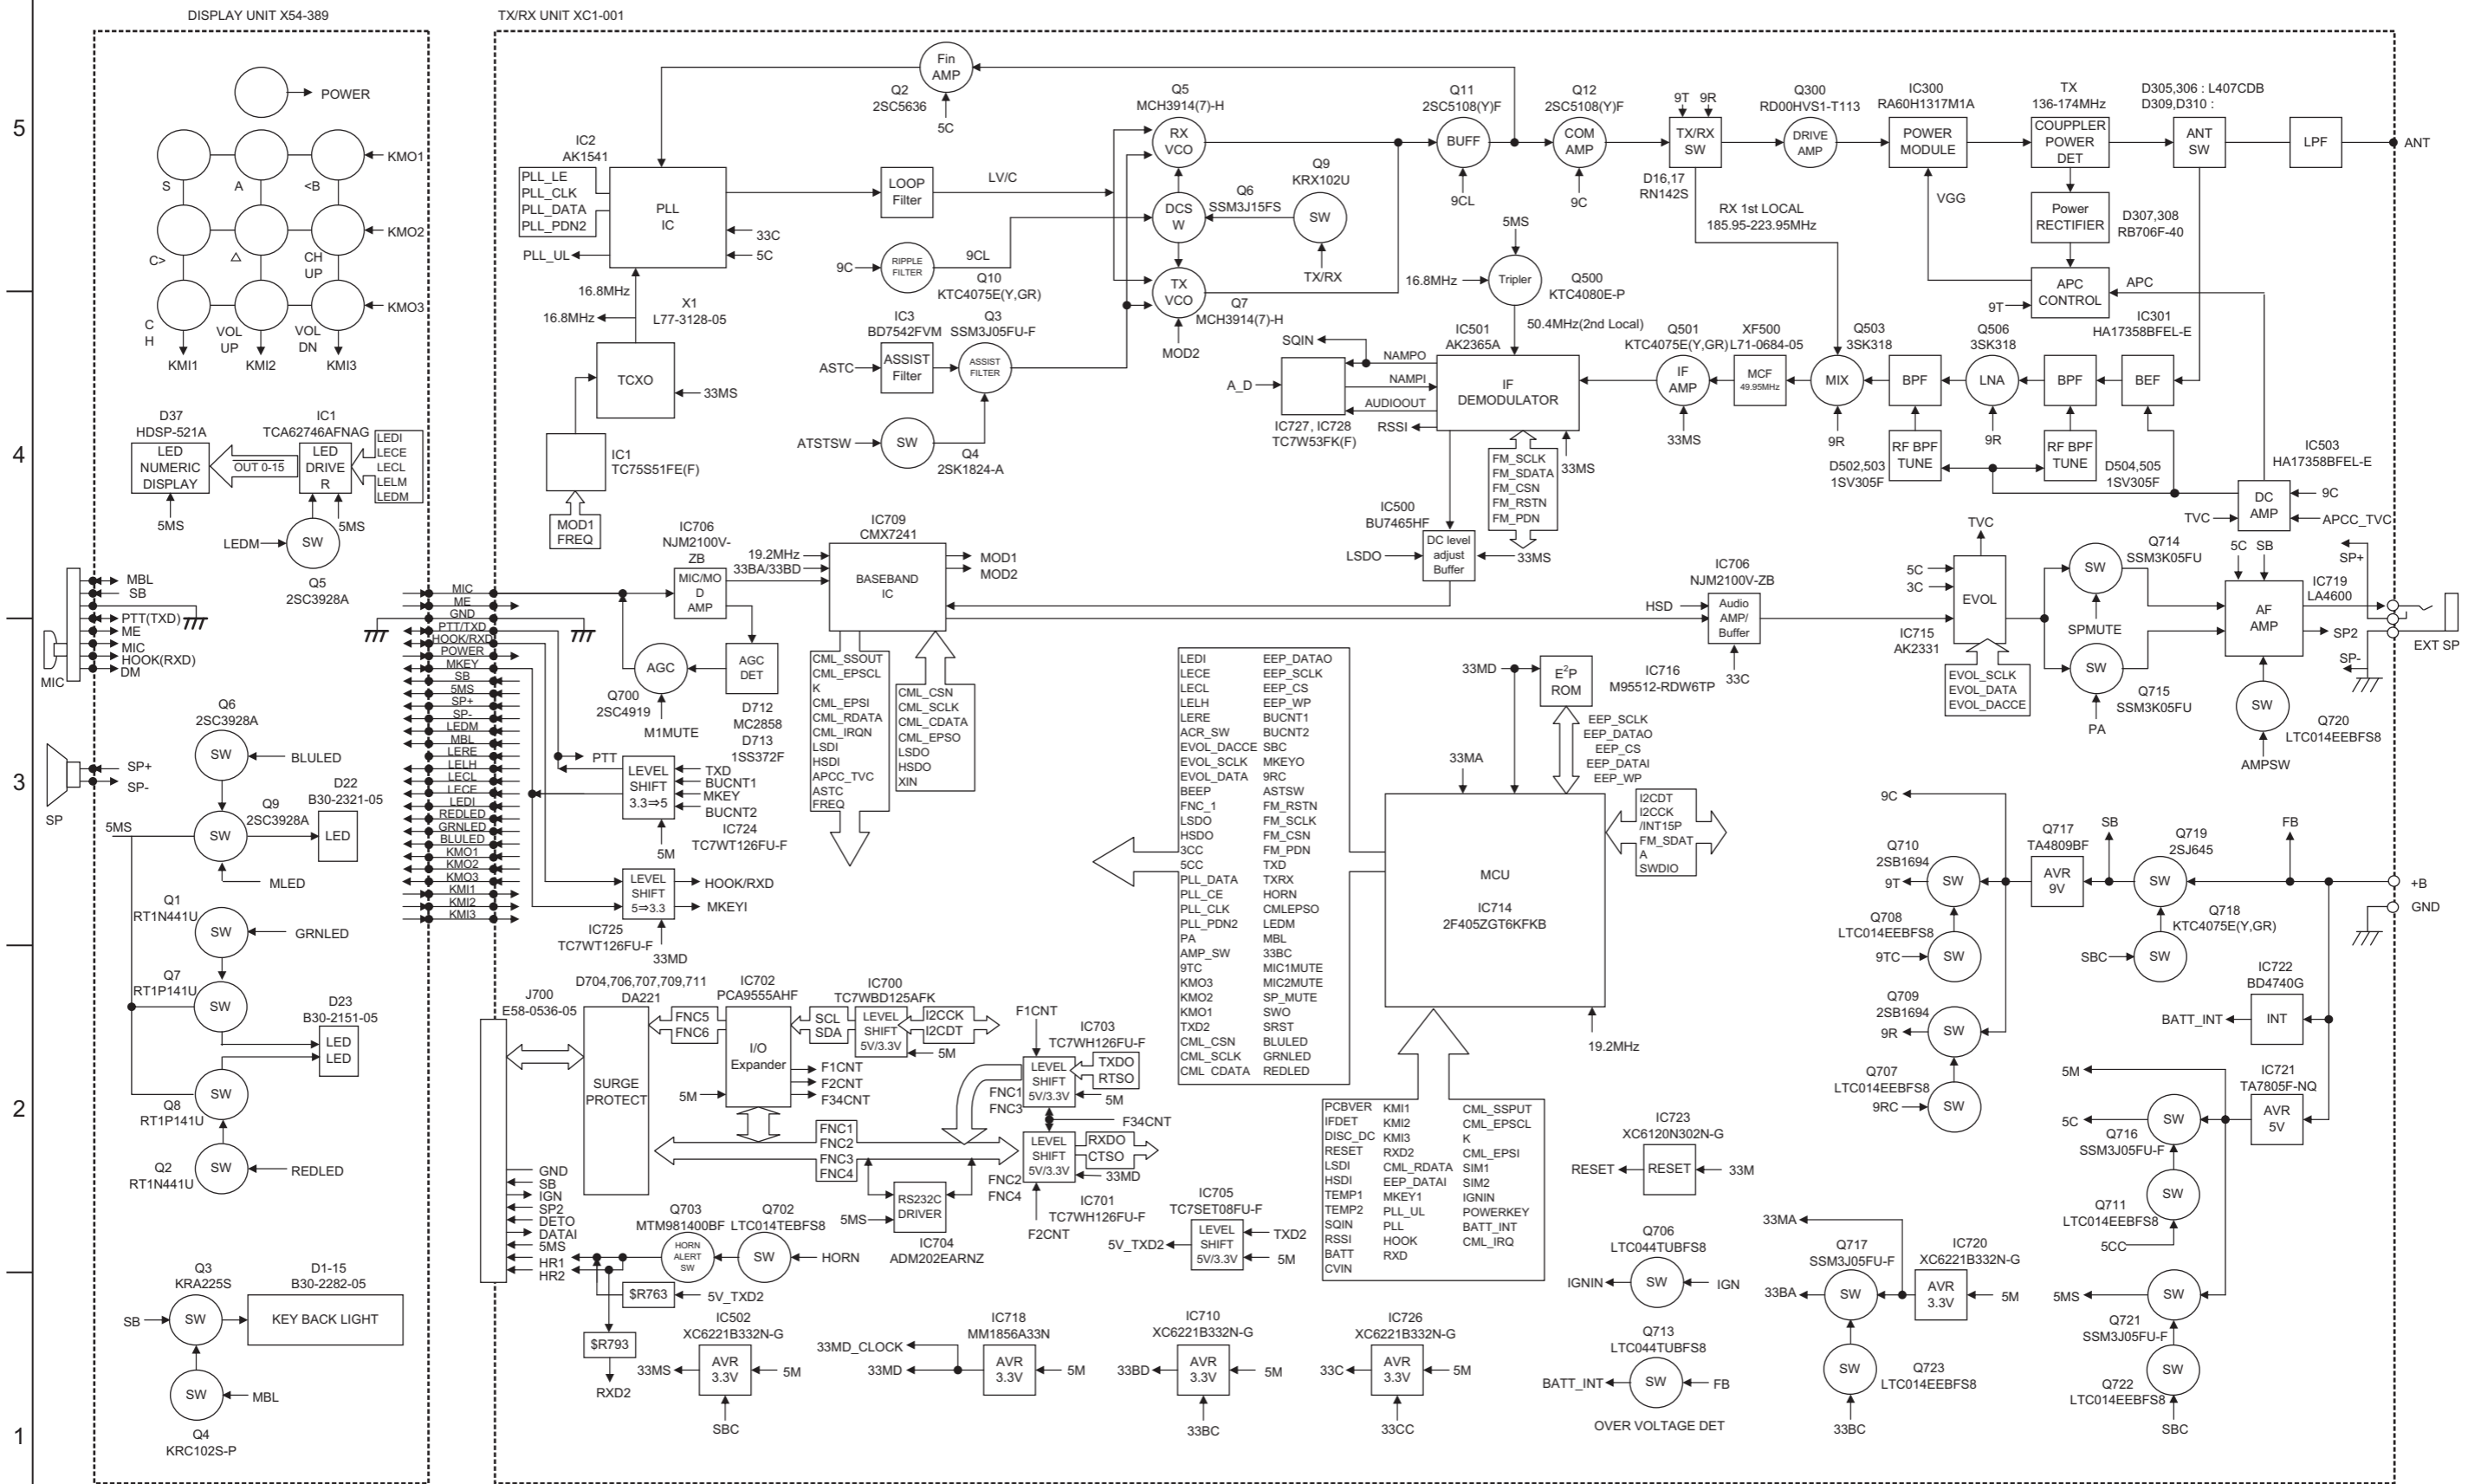 DISPLAY UNIT X54-389
TX/RX UNIT XC1-001
5
4
3
2
1
POWER
KMO1
S
A
<B
KMO2
C>
△
CH
UP
KMO3
C
H
VOL
UP
VOL
DN
KMI1
KMI2
KMI3
D37
HDSP-521A
LED
NUMERIC
DISPLAY
5MS
OUT 0-15
IC1
TCA62746AFNAG
LED
DRIVE
R
LEDI
LECE
LECL
LELM
LEDM
5MS
LEDM
SW
Q5
2SC3928A
MBL
SB
PTT(TXD)
ME
MIC
HOOK(RXD)
DM
MIC
SP+
SP-
SP
Q6
2SC3928A
SW
BLULED
Q9
2SC3928A
5MS
SW
MLED
D22
B30-2321-05
LED
Q1
RT1N441U
SW
GRNLED
Q7
RT1P141U
SW
D23
B30-2151-05
LED
LED
SW
Q8
RT1P141U
Q2
RT1N441U
SW
REDLED
Q3
KRA225S
SB
SW
D1-15
B30-2282-05
KEY BACK LIGHT
SW
MBL
Q4
KRC102S-P
MIC
ME
GND
PTT/TXD
HOOK/RXD
POWER
MKEY
SB
5MS
SP+
SP-
LEDM
MBL
LERE
LELH
LECL
LECE
LEDI
REDLED
GRNLED
BLULED
KMO1
KMO2
KMO3
KMI1
KMI2
KMI3
Fin
AMP
Q2
2SC5636
5C
IC2
AK1541
PLL_LE
PLL_CLK
PLL_DATA
PLL_PDN2
PLL_UL
PLL
IC
33C
5C
16.8MHz
16.8MHz
X1
L77-3128-05
TCXO
33MS
IC1
TC75S51FE(F)
MOD1
FREQ
LOOP
Filter
LV/C
9C
RIPPLE
FILTER
9CL
Q10
KTC4075E(Y,GR)
IC3
BD7542FVM
ASTC
ASSIST
Filter
Q3
SSM3J05FU-F
ASSIST
FILTER
ATSTSW
SW
Q4
2SK1824-A
Q5
MCH3914(7)-H
RX
VCO
DCS
W
TX
VCO
Q7
MCH3914(7)-H
MOD2
Q6
SSM3J15FS
Q9
KRX102U
SW
TX/RX
Q11
2SC5108(Y)F
BUFF
9CL
Q12
2SC5108(Y)F
COM
AMP
9C
9T
9R
TX/RX
SW
D16,17
RN142S
Q300
RD00HVS1-T113
DRIVE
AMP
IC300
RA60H1317M1A
POWER
MODULE
VGG
TX
136-174MHz
COUPPLER
POWER
DET
D305,306 : L407CDB
D309,D310 :
ANT
SW
LPF
ANT
RX 1st LOCAL
185.95-223.95MHz
Power
RECTIFIER
D307,308
RB706F-40
APC
CONTROL
APC
9T
IC301
HA17358BFEL-E
5MS
16.8MHz
Tripler
Q500
KTC4080E-P
50.4MHz(2nd Local)
IC501
AK2365A
IF
DEMODULATOR
SQIN
NAMPO
NAMPI
AUDIOOUT
A_D
IC727, IC728
TC7W53FK(F)
RSSI
FM_SCLK
FM_SDATA
FM_CSN
FM_RSTN
FM_PDN
33MS
Q501
KTC4075E(Y,GR)
IF
AMP
33MS
XF500
L71-0684-05
MCF
49.95MHz
Q503
3SK318
MIX
9R
BPF
RF BPF
TUNE
D502,503
1SV305F
Q506
3SK318
LNA
9R
BPF
RF BPF
TUNE
D504,505
1SV305F
BEF
IC503
HA17358BFEL-E
DC
AMP
9C
TVC
APCC_TVC
IC500
BU7465HF
LSDO
DC level
adjust
Buffer
33MS
IC706
NJM2100V-
ZB
MIC/MO
D
AMP
IC709
CMX7241
19.2MHz
33BA/33BD
BASEBAND
IC
MOD1
MOD2
AGC
Q700
2SC4919
M1MUTE
AGC
DET
D712
MC2858
D713
1SS372F
CML_SSOUT
CML_EPSCL
K
CML_EPSI
CML_RDATA
CML_IRQN
LSDI
HSDI
APCC_TVC
ASTC
FREQ
CML_CSN
CML_SCLK
CML_CDATA
CML_EPSO
LSDO
HSDO
XIN
HSD
IC706
NJM2100V-ZB
Audio
AMP/
Buffer
33C
TVC
5C
3C
EVOL
IC715
AK2331
EVOL_SCLK
EVOL_DATA
EVOL_DACCE
Q714
SSM3K05FU
SW
SPMUTE
SW
Q715
SSM3K05FU
PA
5C
SB
IC719
LA4600
AF
AMP
SW
Q720
LTC014EEBFS8
AMPSW
SP+
SP2
SP-
EXT SP
PTT
LEVEL
SHIFT
3.3⇒5
TXD
BUCNT1
MKEY
BUCNT2
IC724
TC7WT126FU-F
5M
LEVEL
SHIFT
5⇒3.3
HOOK/RXD
MKEYI
IC725
TC7WT126FU-F
33MD
LEDI
LECE
LECL
LELH
LERE
ACR_SW
EVOL_DACCE
EVOL_SCLK
EVOL_DATA
BEEP
FNC_1
LSDO
HSDO
3CC
5CC
PLL_DATA
PLL_CE
PLL_CLK
PLL_PDN2
PA
AMP_SW
9TC
KMO3
KMO2
KMO1
TXD2
CML_CSN
CML_SCLK
CML_CDATA
EEP_DATAO
EEP_SCLK
EEP_CS
EEP_WP
BUCNT1
BUCNT2
SBC
MKEYO
9RC
ASTSW
FM_RSTN
FM_SCLK
FM_CSN
FM_PDN
TXD
TXRX
HORN
CMLEPSO
LEDM
MBL
33BC
MIC1MUTE
MIC2MUTE
SP_MUTE
SWO
SRST
BLULED
GRNLED
REDLED
33MD
33MA
E²P
ROM
IC716
M95512-RDW6TP
EEP_SCLK
EEP_DATAO
EEP_CS
EEP_DATAI
EEP_WP
MCU
IC714
2F405ZGT6KFKB
I2CDT
I2CCK
/INT15P
FM_SDAT
A
SWDIO
19.2MHz
PCBVER
IFDET
DISC_DC
RESET
LSDI
HSDI
TEMP1
TEMP2
SQIN
RSSI
BATT
CVIN
KMI1
KMI2
KMI3
RXD2
CML_RDATA
EEP_DATAI
MKEY1
PLL_UL
PLL
HOOK
RXD
CML_SSPUT
CML_EPSCL
K
CML_EPSI
SIM1
SIM2
IGNIN
POWERKEY
BATT_INT
CML_IRQ
J700
E58-0536-05
D704,706,707,709,711
DA221
SURGE
PROTECT
FNC5
FNC6
IC702
PCA9555AHF
I/O
Expander
5M
F1CNT
F2CNT
F34CNT
SCL
SDA
IC700
TC7WBD125AFK
LEVEL
SHIFT
5V/3.3V
I2CCK
I2CDT
5M
F1CNT
IC703
TC7WH126FU-F
LEVEL
SHIFT
5V/3.3V
TXDO
RTSO
5M
FNC1
FNC3
F34CNT
LEVEL
SHIFT
5V/3.3V
RXDO
CTSO
33MD
FNC2
FNC4
IC701
TC7WH126FU-F
F2CNT
FNC1
FNC2
FNC3
FNC4
5MS
RS232C
DRIVER
IC704
ADM202EARNZ
GND
SB
IGN
SP2
DETO
DATAI
5MS
HR1
HR2
Q703
MTM981400BF
HORN
ALERT
SW
Q702
LTC014TEBFS8
SW
HORN
$R763
5V_TXD2
$R793
RXD2
IC705
TC7SET08FU-F
5V_TXD2
LEVEL
SHIFT
5V/3.3V
TXD2
5M
IC502
XC6221B332N-G
33MS
AVR
3.3V
5M
SBC
IC718
MM1856A33N
33MD_CLOCK
33MD
AVR
3.3V
5M
IC710
XC6221B332N-G
33BD
AVR
3.3V
5M
33BC
IC726
XC6221B332N-G
33C
AVR
3.3V
5M
33CC
IC723
XC6120N302N-G
RESET
RESET
33M
Q706
LTC044TUBFS8
IGNIN
SW
IGN
Q713
LTC044TUBFS8
BATT_INT
SW
FB
OVER VOLTAGE DET
9C
Q710
2SB1694
9T
SW
Q708
LTC014EEBFS8
9TC
SW
Q717
TA4809BF
AVR
9V
SB
Q719
2SJ645
SW
FB
+B
GND
Q718
KTC4075E(Y,GR)
SBC
SW
Q709
2SB1694
9R
SW
Q707
LTC014EEBFS8
9RC
SW
IC722
BD4740G
BATT_INT
INT
IC721
TA7805F-NQ
AVR
5V
5M
5C
SW
Q716
SSM3J05FU-F
SW
Q711
LTC014EEBFS8
5CC
33MA
Q717
SSM3J05FU-F
33BA
SW
IC720
XC6221B332N-G
AVR
3.3V
5M
SW
Q723
LTC014EEBFS8
33BC
5MS
SW
Q721
SSM3J05FU-F
SW
Q722
LTC014EEBFS8
SBC